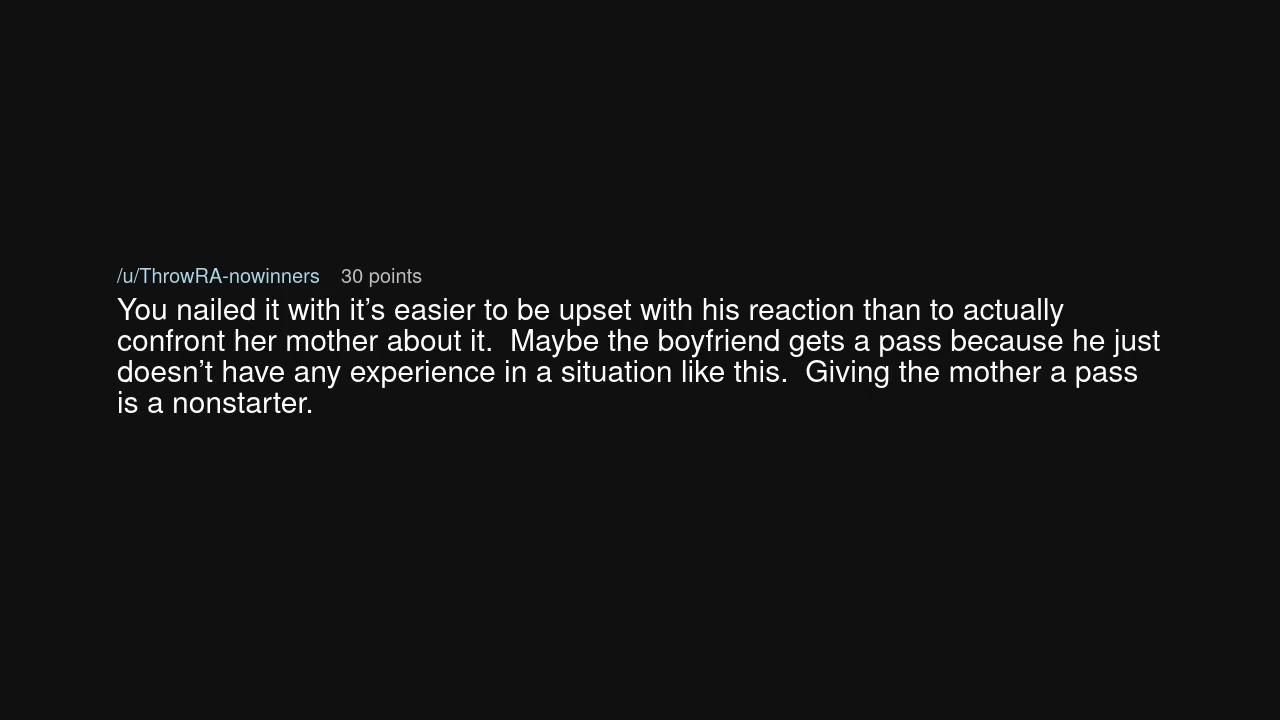 /u/ThrowRA-nowinners 30 points
You nailed it with it’s easier to be upset with his reaction than to actually
confront her mother about it.  Maybe the boyfriend gets a pass because he just
doesn’t have any experience in a situation like this.  Giving the mother a pass
is a nonstarter.